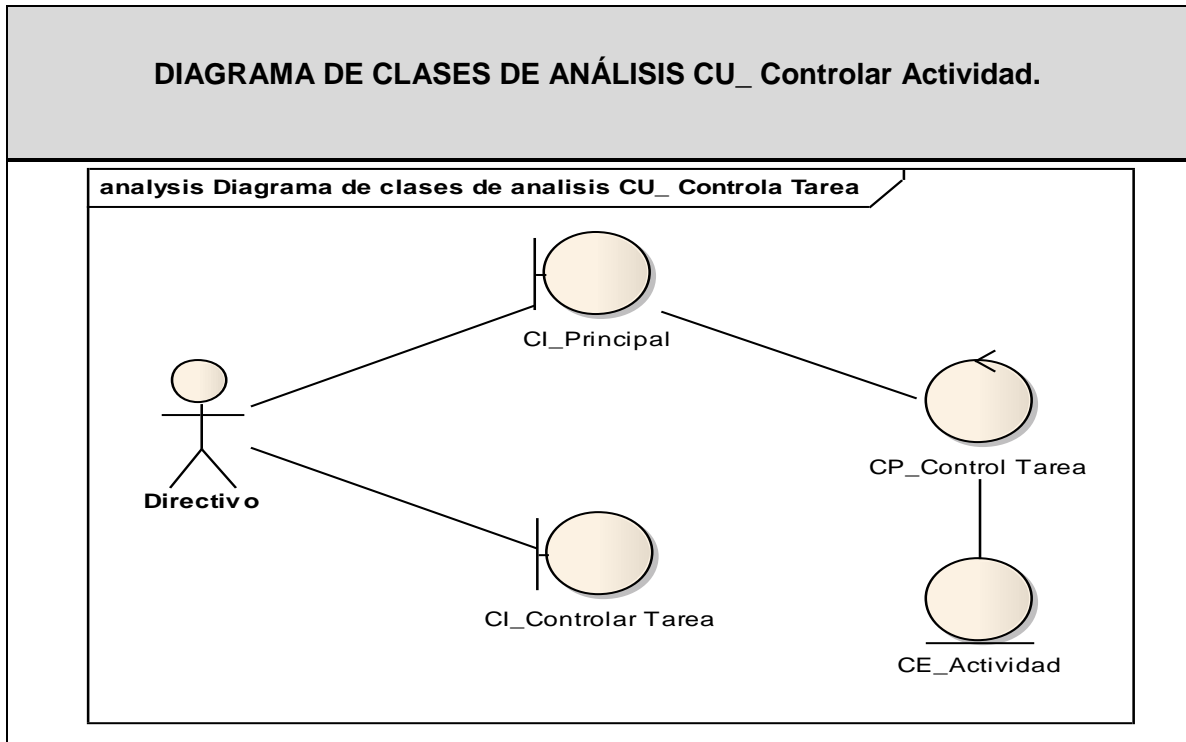 DIAGRAMA DE CLASES DE ANÁLISIS CU_ Controlar Actividad.
analysis Diagrama de clases de analisis CU_ Controla Tarea
CI_Principal
CP_Control Tarea
Directivo
CI_Controlar Tarea
CE_Actividad